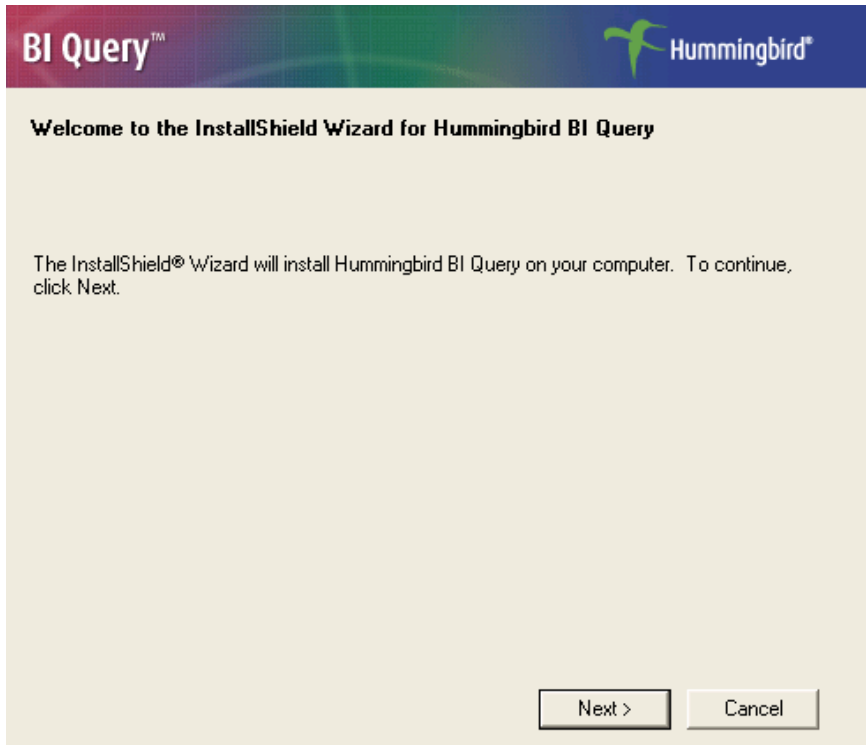 BI Query™
Hummingbird®
Welcome to the InstallShield Wizard for Hummingbird BI Query
The InstallShield® Wizard will install Hummingbird BI Query on your computer.  To continue,
click Next.
Next >
Cancel